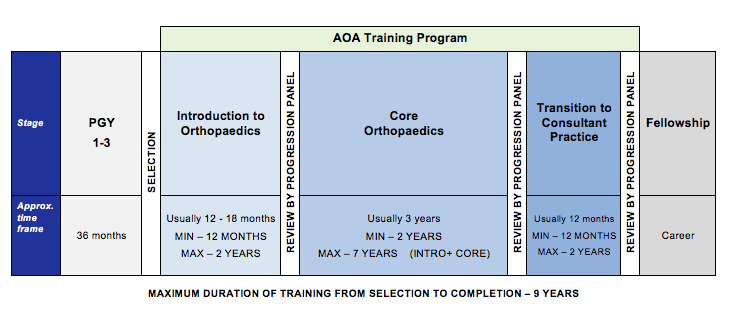 AOA Training Program
Stage
PGY
1-3
SELECTION
Introduction to
Orthopaedics
REVIEW BY PROGRESSION PANEL
Core
Orthopaedics
REVIEW BY PROGRESSION PANEL
Transition to
Consultant
Practice
REVIEW BY PROGRESSION PANEL
Fellowship
Approx.
time
frame
36 months
Usually 12 - 18 months
MIN – 12 MONTHS
MAX – 2 YEARS
Usually 3 years
MIN – 2 YEARS
MAX – 7 YEARS (INTRO+ CORE)
Usually 12 months
MIN – 12 MONTHS
MAX – 2 YEARS
Career
MAXIMUM DURATION OF TRAINING FROM SELECTION TO COMPLETION – 9 YEARS